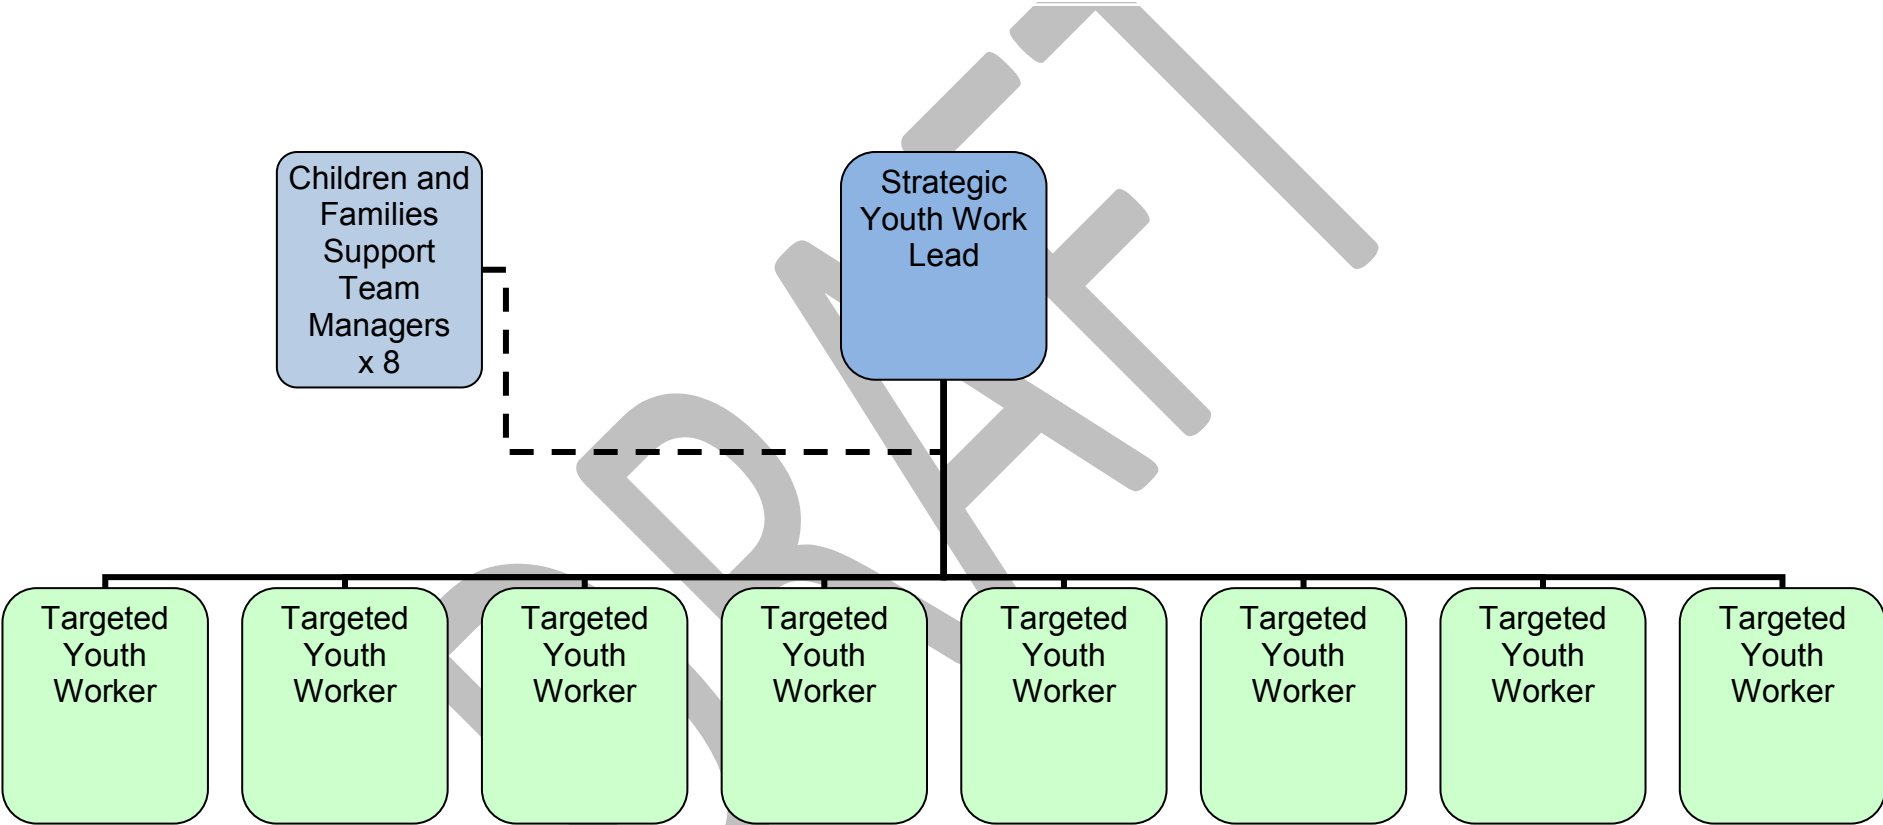 Children and
Families
Support
Team
Managers
x 8
Strategic
Youth Work
Lead
Targeted
Youth
Worker
Targeted
Youth
Worker
Targeted
Youth
Worker
Targeted
Youth
Worker
Targeted
Youth
Worker
Targeted
Youth
Worker
Targeted
Youth
Worker
Targeted
Youth
Worker
DRAFT